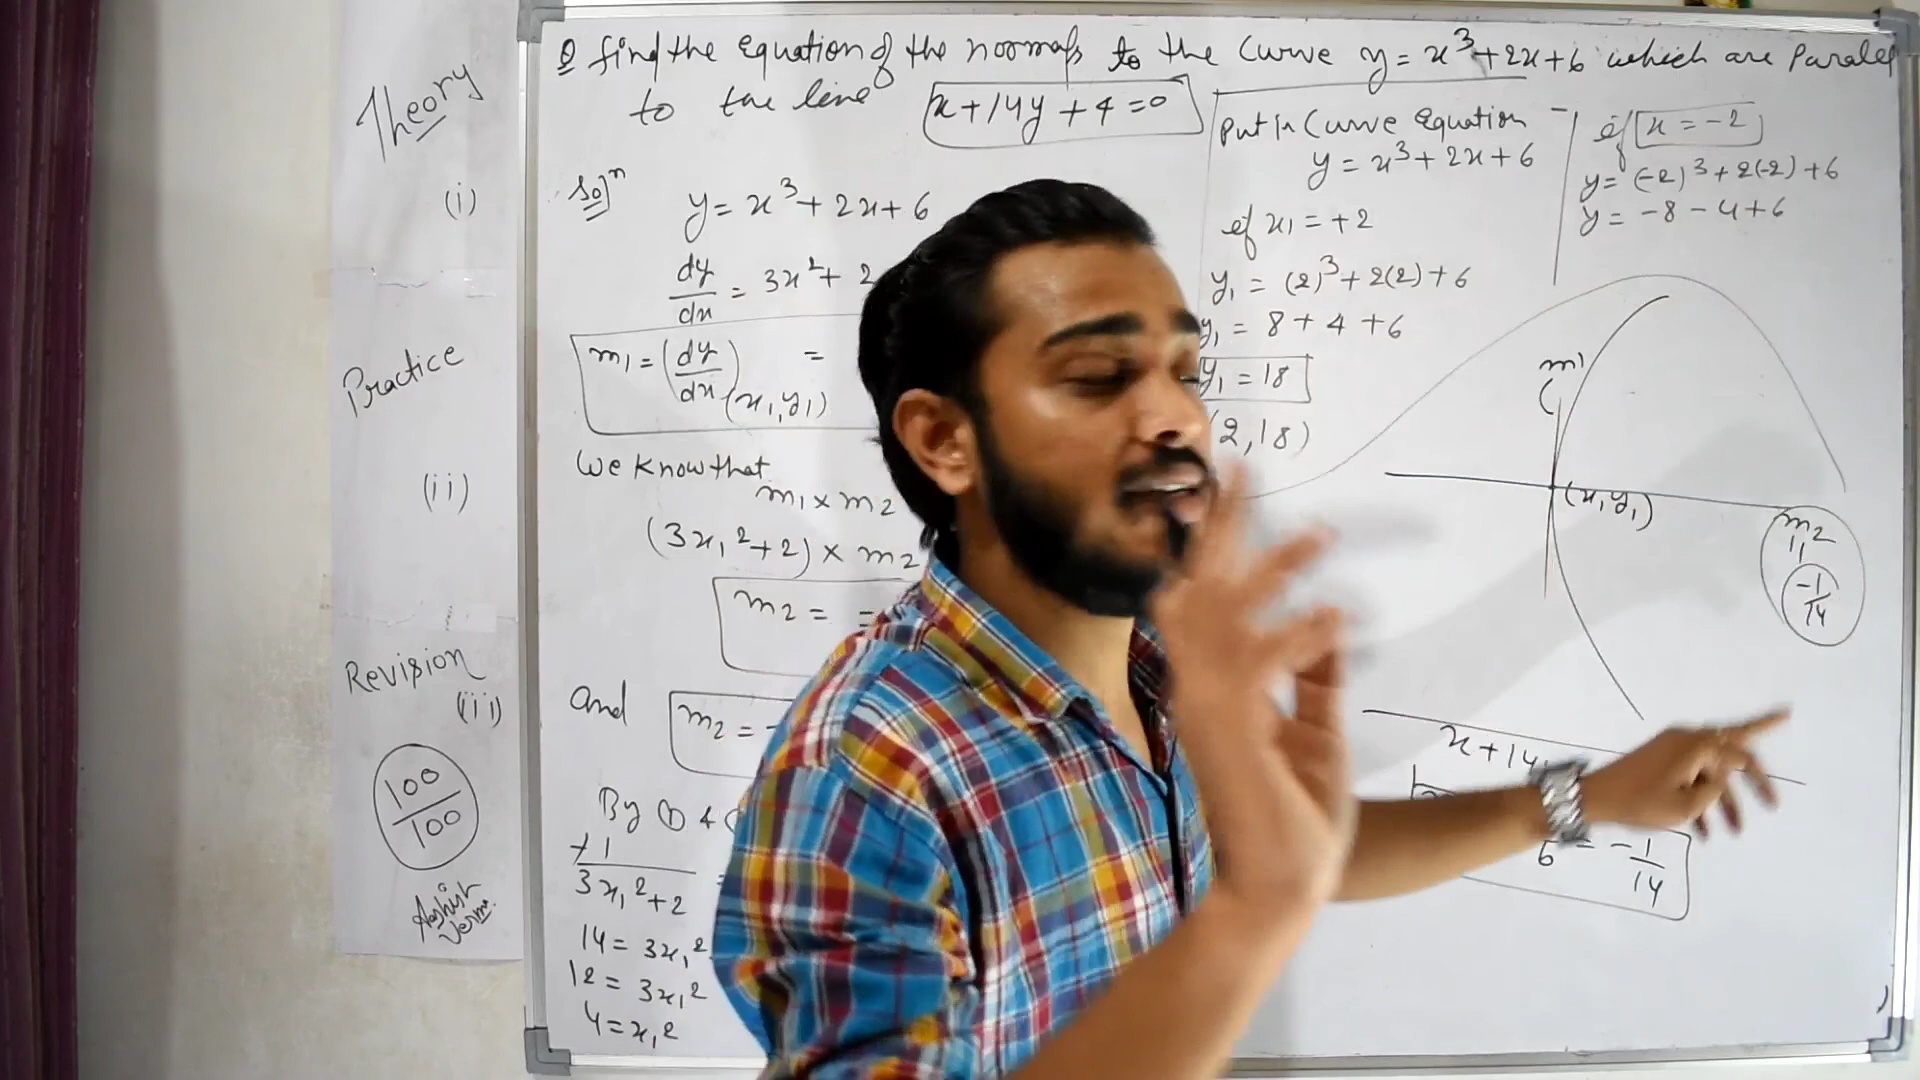 Theory
(i)
Practice
(ii)
Revision
(iii)
100/100
Aashish
Verma.
Q find the Equation of the normals to the Curve y = x³+2x+6 which are Parallel
to the line x+14y+4=0
Solⁿ
y = x³+2x+6
dy/dx = 3x²+2
m1 = (dy/dx)(x₁,y₁) =
We know that
m1 x m2
(3x₁²+2) x m2
m2 = =
and m2 = -
By ① &
+1/3x₁²+2 =
14 = 3x₁²
12 = 3x₁²
4 = x₁²
Put in Curve Equation -
y = x³+2x+6
if x₁ = +2
y₁ = (2)³+2(2)+6
y₁ = 8+4+6
y₁ = 18
(2,18)
if x = -2
y = (-2)³+2(-2)+6
y = -8-4+6
m1
(x₁y₁)
m2
-1/14
x+14
= -1/14